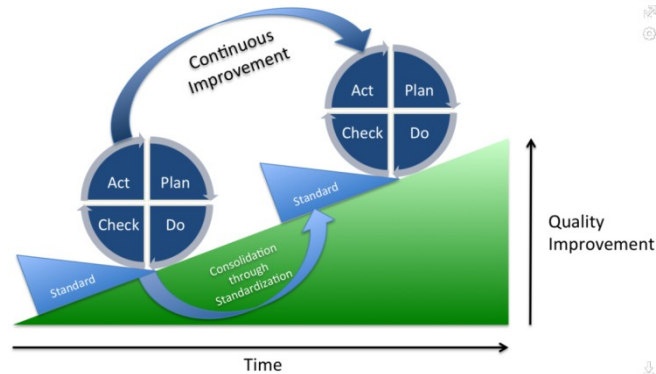 Continuous
Improvement
Act
Plan
Check
Do
Act
Plan
Check
Do
Standard
Standard
Consolidation
through
Standardization
Quality
Improvement
Time